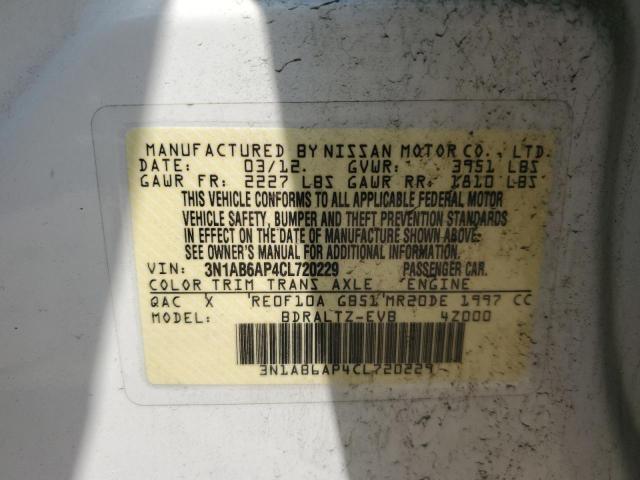 MANUFACTURED BY NISSAN MOTOR CO., LTD.
DATE: 03/12. GVWR: 3951 LBS
GAWR FR: 2227 LBS GAWR RR: 1810 LBS
THIS VEHICLE CONFORMS TO ALL APPLICABLE FEDERAL MOTOR
VEHICLE SAFETY, BUMPER AND THEFT PREVENTION STANDARDS
IN EFFECT ON THE DATE OF MANUFACTURE SHOWN ABOVE.
SEE OWNER'S MANUAL FOR ADDITIONAL INFORMATION.
VIN: 3N1AB6AP4CL720229 PASSENGER CAR.
COLOR TRIM TRANS AXLE ENGINE
QAC X RE0F10A GB51 MR20DE 1997 CC
MODEL: BDRALTZ-EVB 4Z000
3N1AB6AP4CL720229